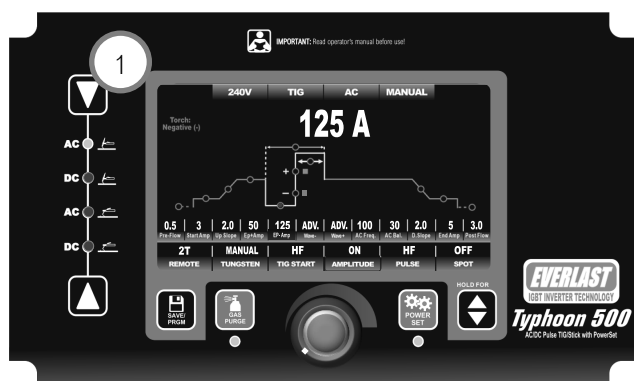 IMPORTANT: Read operator's manual before use!
1
240V TIG AC MANUAL
Torch:
Negative (-)
125 A
AC
DC
AC
DC
+
–
0.5 3 2.0 50 125 ADV. ADV. 100 30 2.0 5 3.0
Pre-Flow Start Amp Up Slope Ep+Amp EP- Amp Wave- Wave+ AC Freq. AC Bal. D.Slope End Amp Post Flow
2T MANUAL HF ON HF OFF
REMOTE TUNGSTEN TIG START AMPLITUDE PULSE SPOT
SAVE/
PRGM
GAS
PURGE
POWER
SET
HOLD FOR
EVERLAST
IGBT INVERTER TECHNOLOGY
Typhoon 500
AC/DC Pulse TIG/Stick with PowerSet